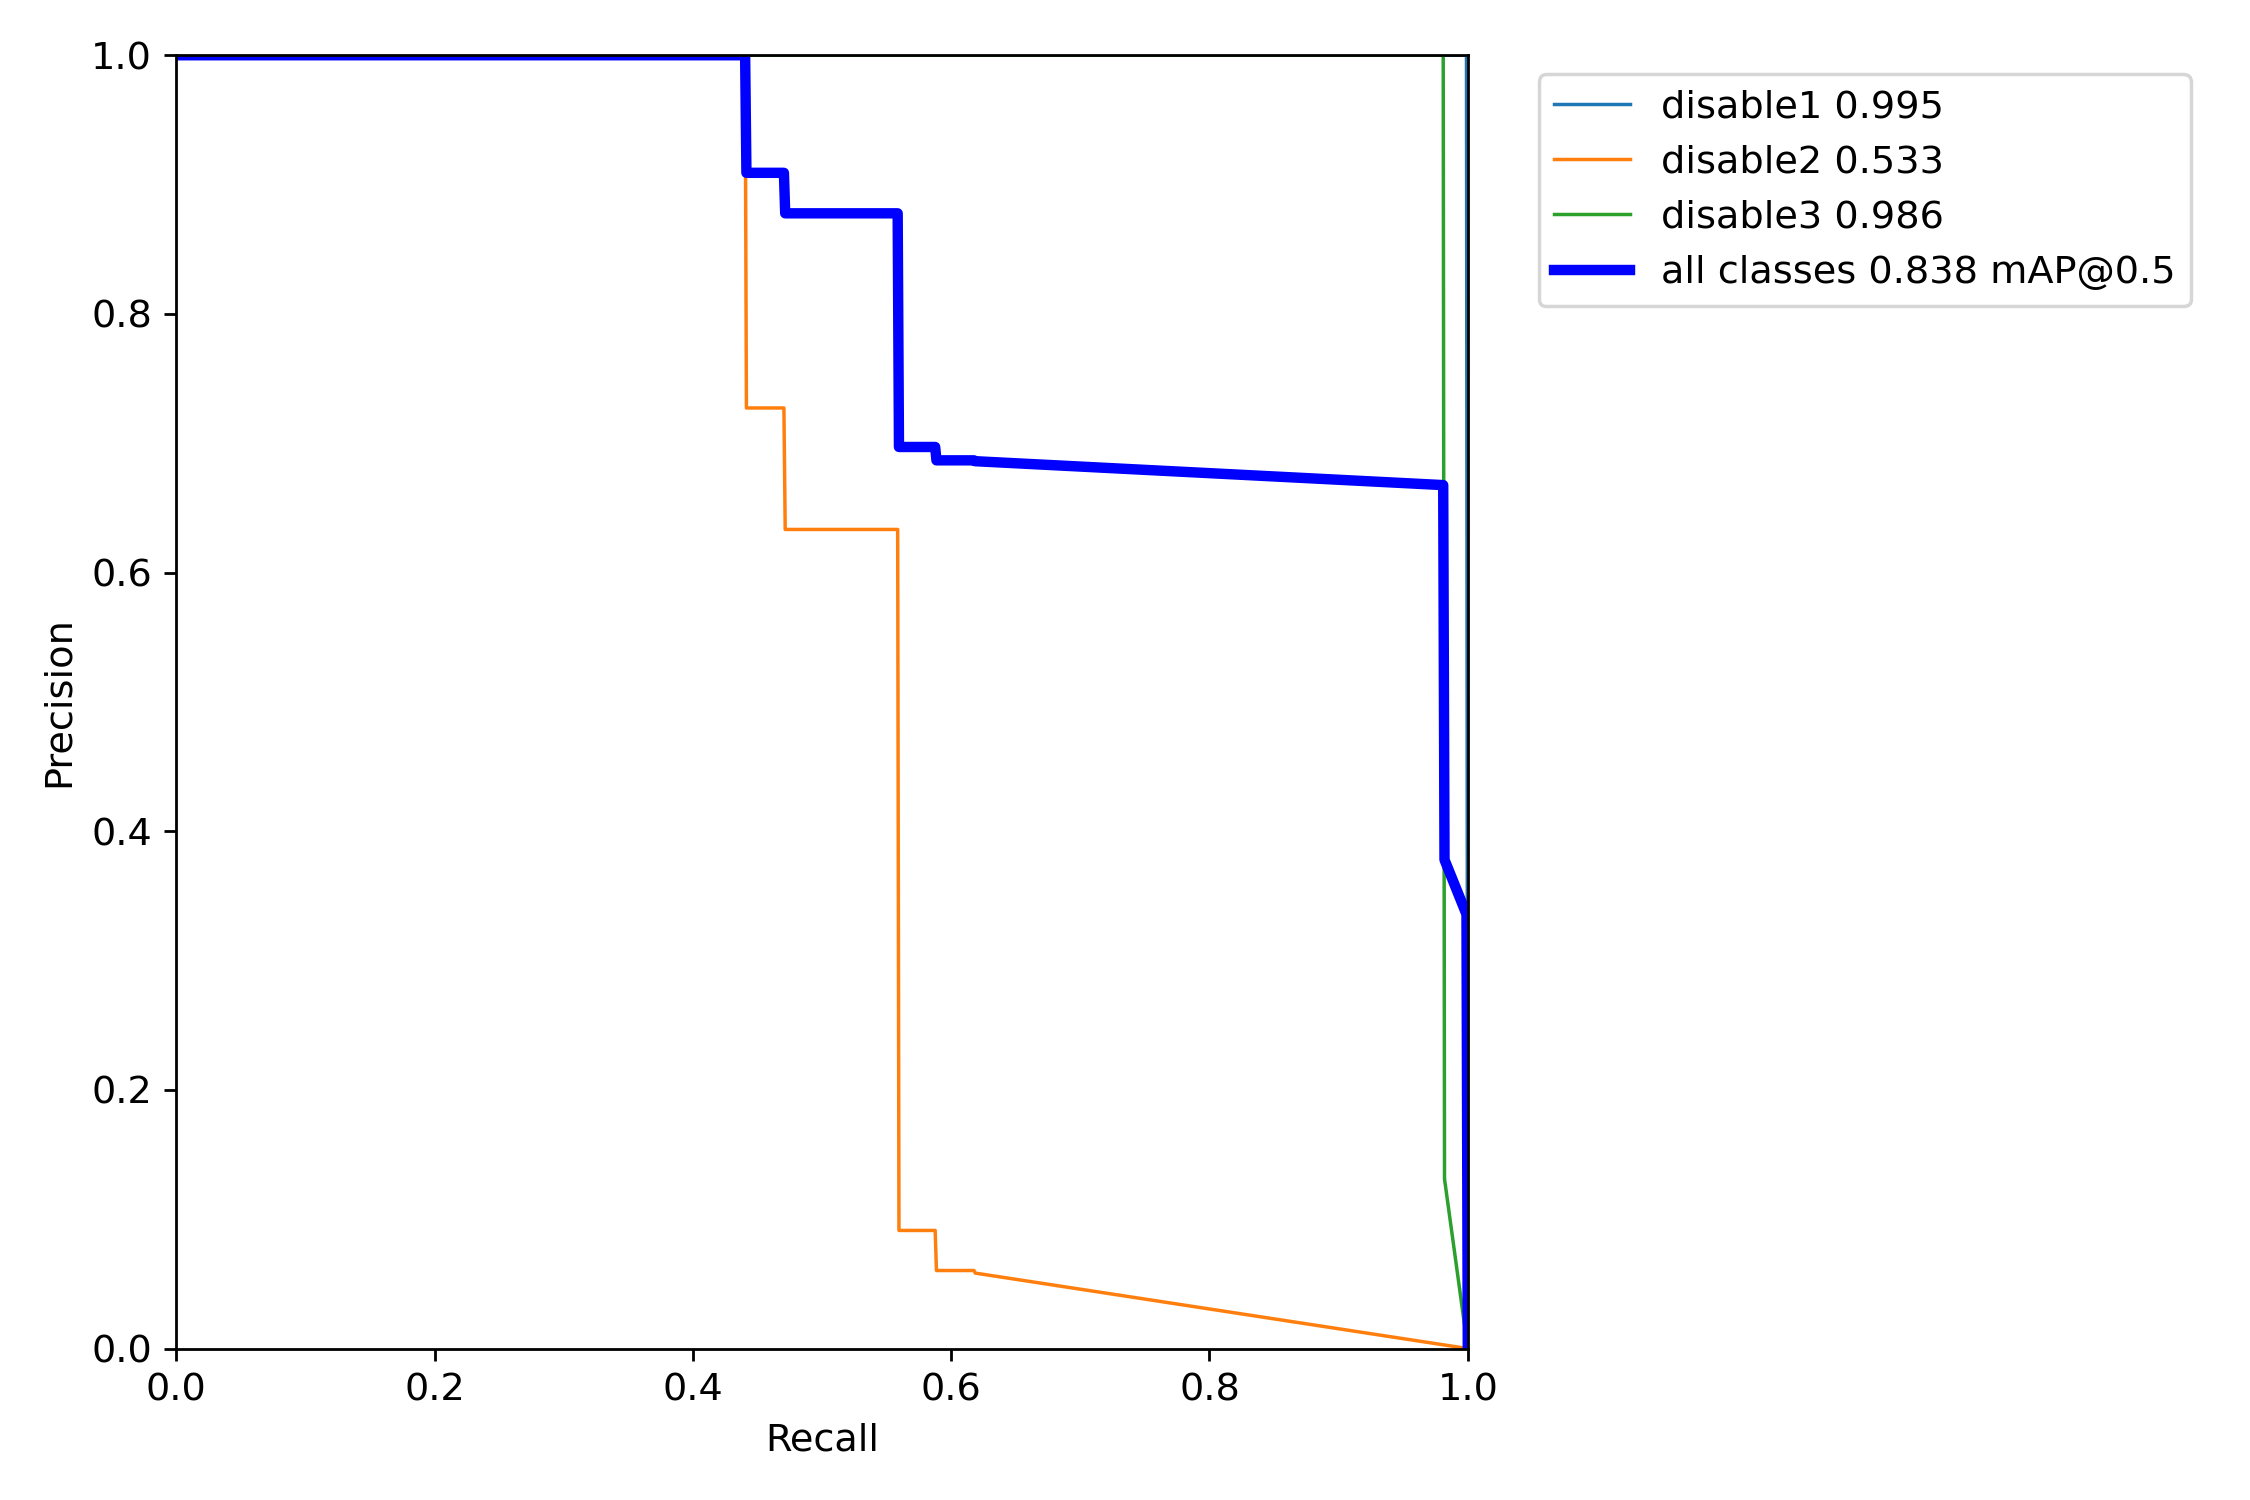 1.0
0.8
0.6
0.4
0.2
0.0
Precision
0.0 0.2 0.4 0.6 0.8 1.0
Recall
disable1 0.995
disable2 0.533
disable3 0.986
all classes 0.838 mAP@0.5